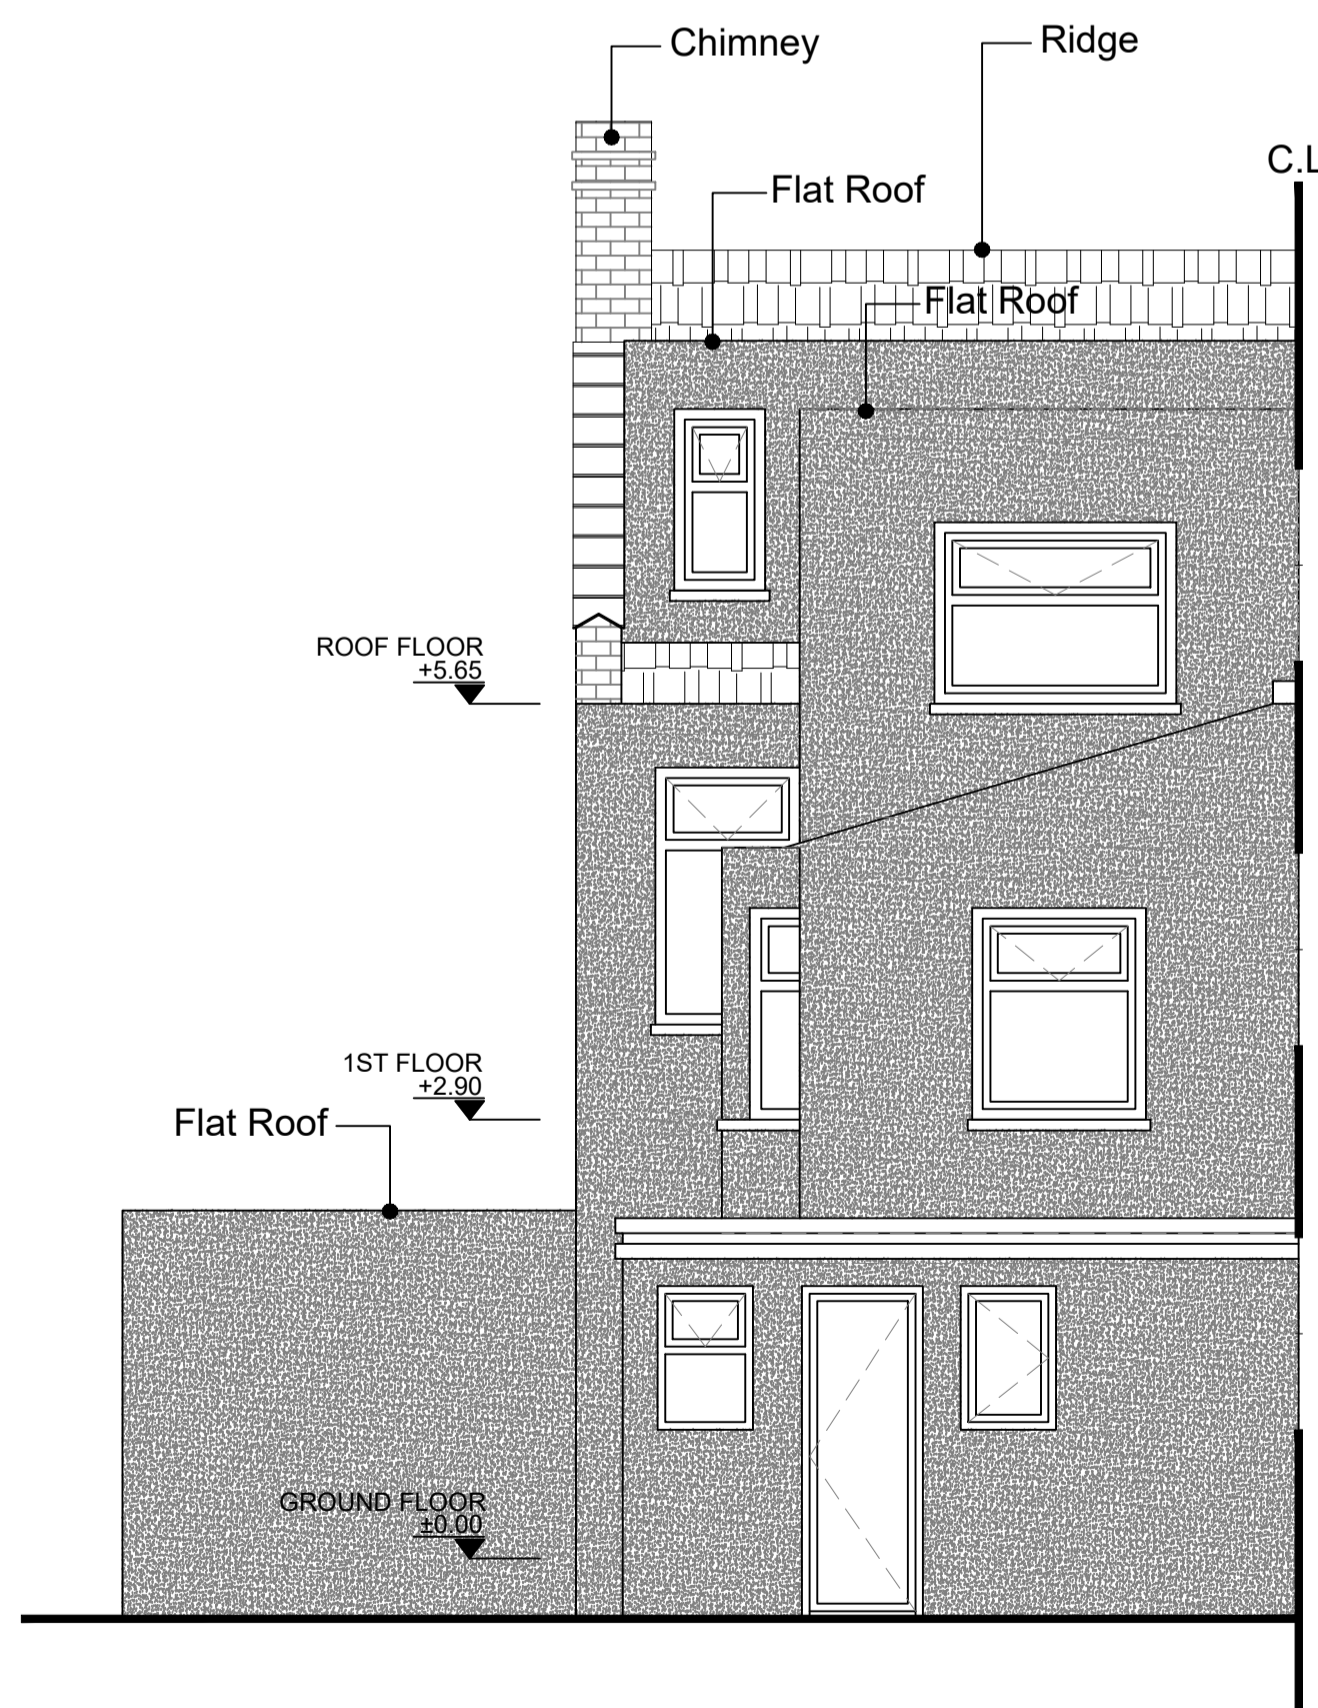 Chimney
Ridge
C.L
Flat Roof
Flat Roof
ROOF FLOOR
+5.65
1ST FLOOR
+2.90
Flat Roof
GROUND FLOOR
±0.00